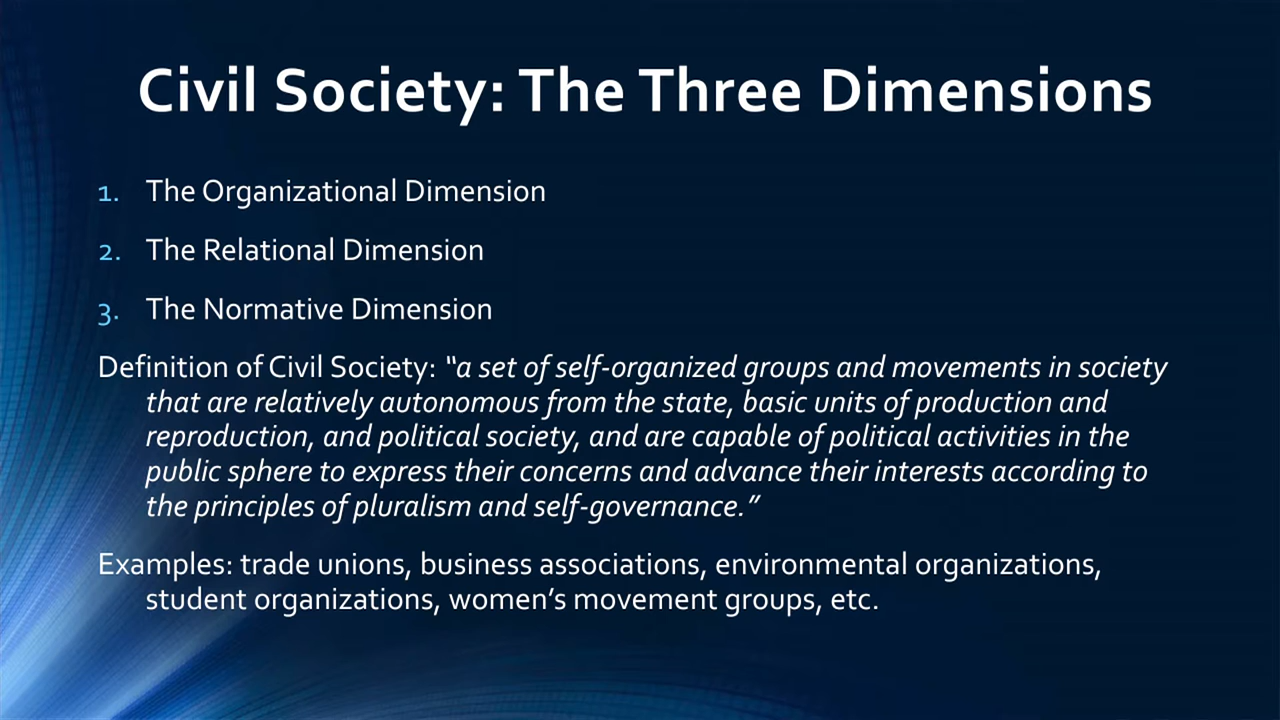 Civil Society: The Three Dimensions
1. The Organizational Dimension
2. The Relational Dimension
3. The Normative Dimension
Definition of Civil Society: “a set of self-organized groups and movements in society
that are relatively autonomous from the state, basic units of production and
reproduction, and political society, and are capable of political activities in the
public sphere to express their concerns and advance their interests according to
the principles of pluralism and self-governance.”
Examples: trade unions, business associations, environmental organizations,
student organizations, women’s movement groups, etc.